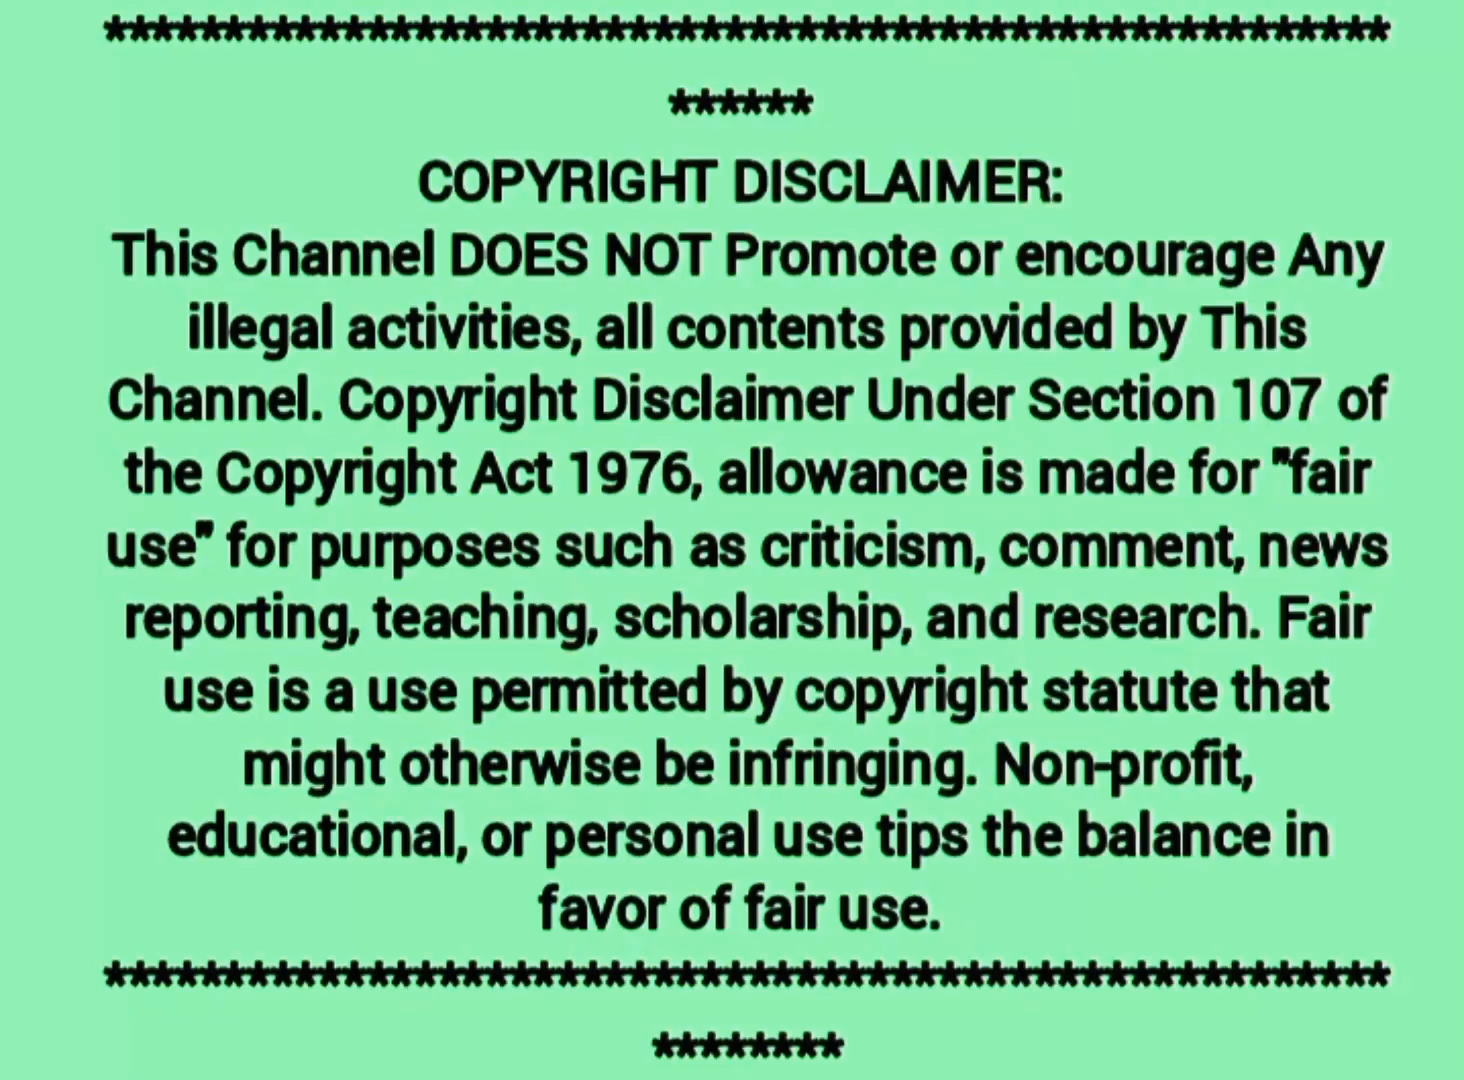 ******************************************************
******
COPYRIGHT DISCLAIMER:
This Channel DOES NOT Promote or encourage Any
illegal activities, all contents provided by This
Channel. Copyright Disclaimer Under Section 107 of
the Copyright Act 1976, allowance is made for "fair
use" for purposes such as criticism, comment, news
reporting, teaching, scholarship, and research. Fair
use is a use permitted by copyright statute that
might otherwise be infringing. Non-profit,
educational, or personal use tips the balance in
favor of fair use.
******************************************************
********